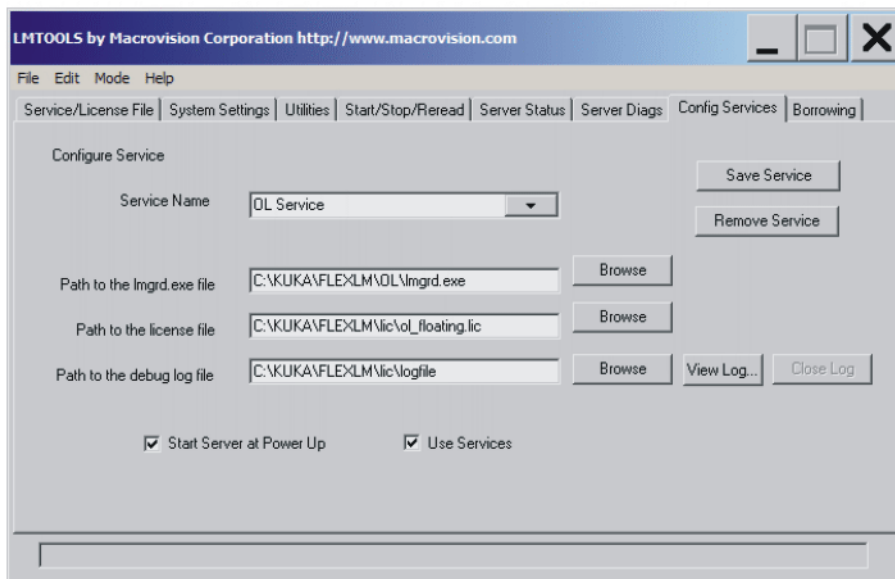 LMTOOLS by Macrovision Corporation http://www.macrovision.com
File Edit Mode Help
Service/License File System Settings Utilities Start/Stop/Reread Server Status Server Diags Config Services Borrowing
Configure Service
Save Service
Service Name OL Service
Remove Service
Path to the lmgrd.exe file C:\KUKA\FLEXLM\OL\lmgrd.exe Browse
Path to the license file C:\KUKA\FLEXLM\lic\ol_floating.lic Browse
Path to the debug log file C:\KUKA\FLEXLM\lic\logfile Browse View Log... Close Log
Start Server at Power Up Use Services